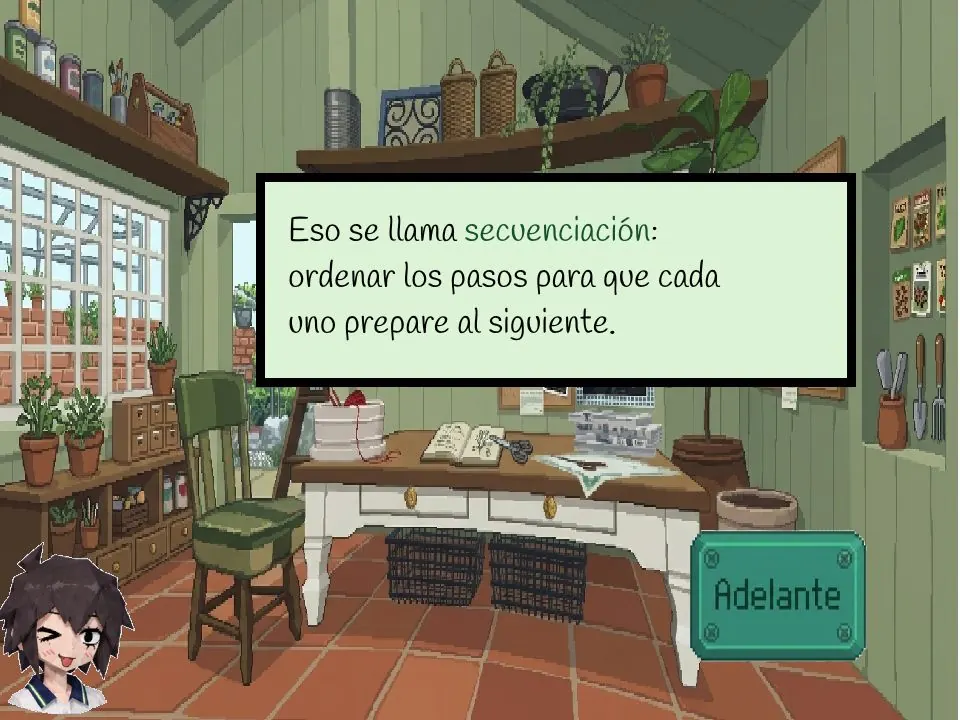 Eso se llama secuenciación:
ordenar los pasos para que cada
uno prepare al siguiente.
Adelante